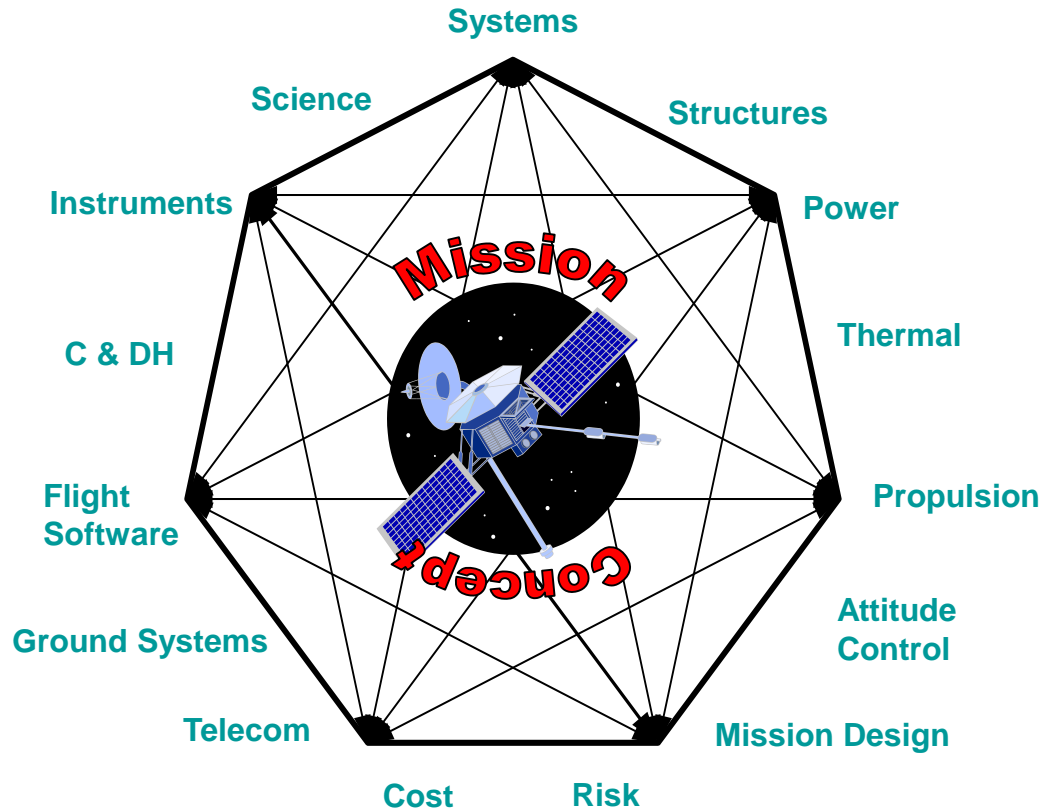 Systems
Science
Structures
Instruments
Power
Mission
C & DH
Thermal
Flight
Software
Propulsion
Concept
Ground Systems
Attitude
Control
Telecom
Mission Design
Cost
Risk